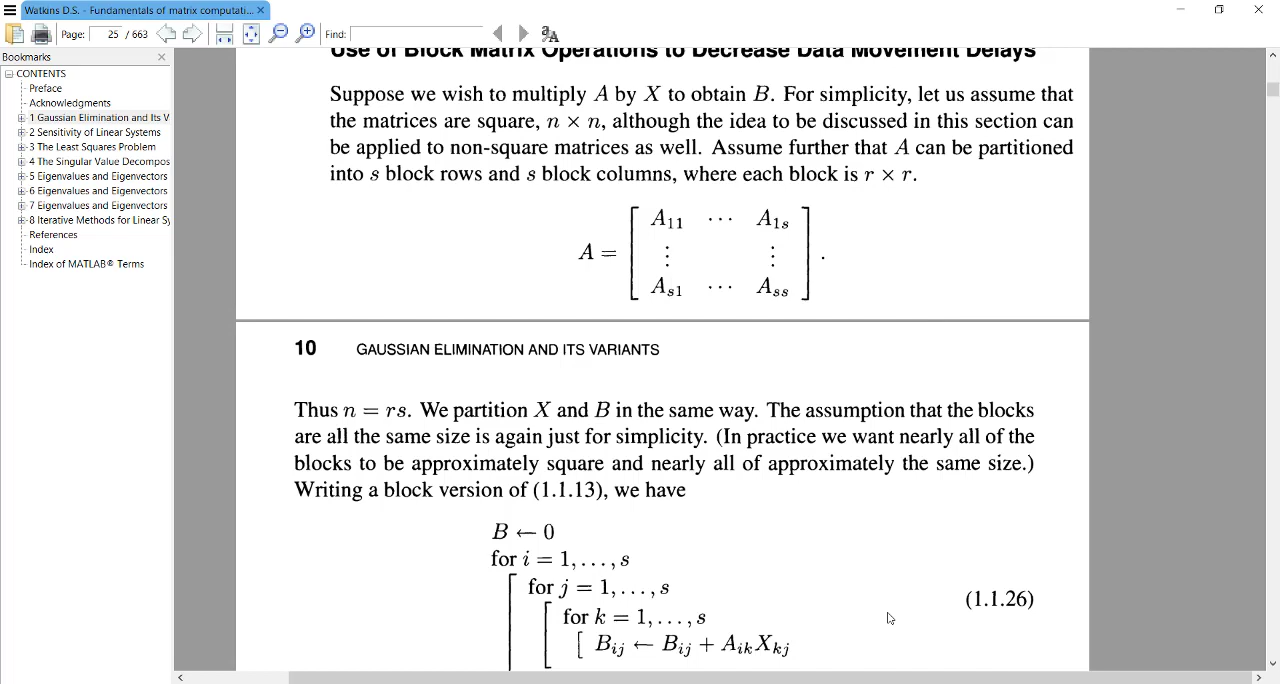 Watkins D.S. - Fundamentals of matrix computati...
Page: 25 / 663 Find:
Bookmarks
CONTENTS
Preface
Acknowledgments
1 Gaussian Elimination and Its V
2 Sensitivity of Linear Systems
3 The Least Squares Problem
4 The Singular Value Decompos
5 Eigenvalues and Eigenvectors
6 Eigenvalues and Eigenvectors
7 Eigenvalues and Eigenvectors
8 Iterative Methods for Linear Sy
References
Index
Index of MATLAB® Terms
Use of Block Matrix Operations to Decrease Data Movement Delays
Suppose we wish to multiply A by X to obtain B. For simplicity, let us assume that
the matrices are square, n × n, although the idea to be discussed in this section can
be applied to non-square matrices as well. Assume further that A can be partitioned
into s block rows and s block columns, where each block is r × r.
A₁₁ ⋯ A₁ₛ
A = ⋮ ⋮ .
Aₛ₁ ⋯ Aₛₛ
10 GAUSSIAN ELIMINATION AND ITS VARIANTS
Thus n = rs. We partition X and B in the same way. The assumption that the blocks
are all the same size is again just for simplicity. (In practice we want nearly all of the
blocks to be approximately square and nearly all of approximately the same size.)
Writing a block version of (1.1.13), we have
B ← 0
for i = 1, . . . , s
for j = 1, . . . , s
(1.1.26)
for k = 1, . . . , s
[ B_ij ← B_ij + A_ik X_kj